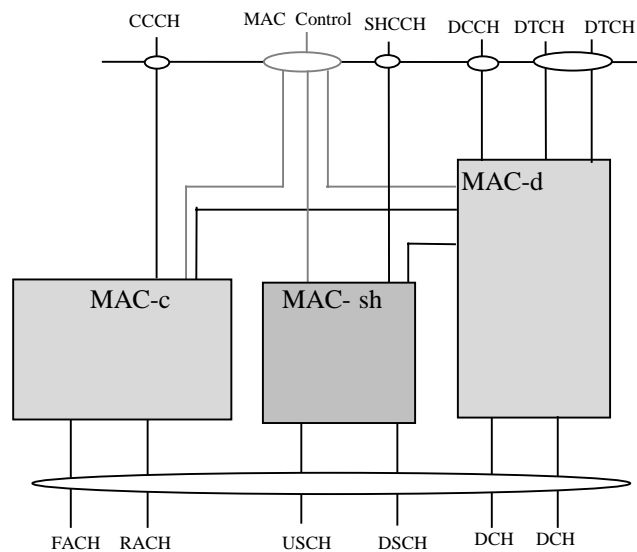 CCCH MAC Control SHCCH DCCH DTCH DTCH
MAC-d
MAC-c MAC- sh
FACH RACH USCH DSCH DCH DCH